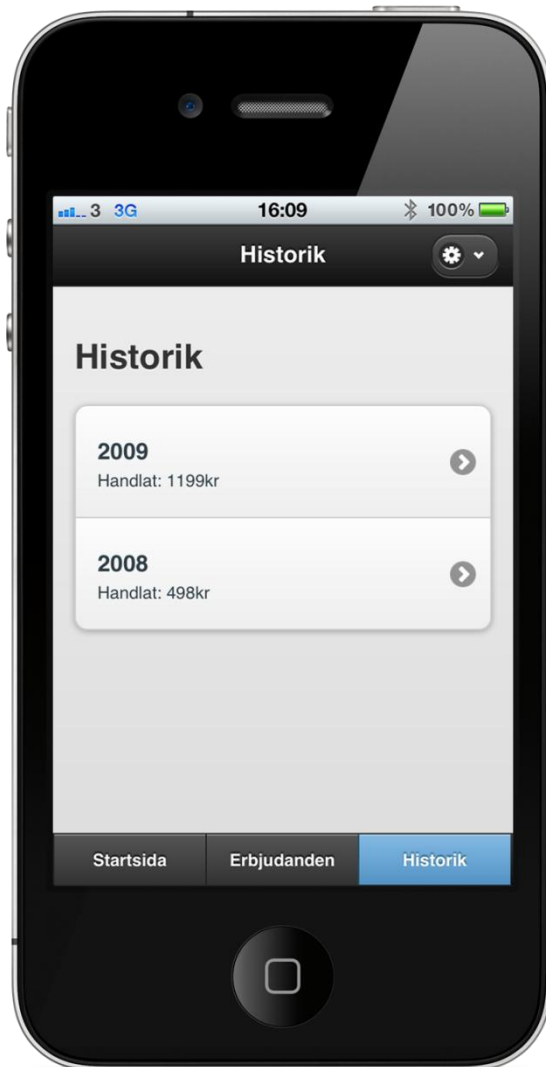 3 3G 16:09 100%
Historik
Historik
2009
Handlat: 1199kr
2008
Handlat: 498kr
Startsida Erbjudanden Historik